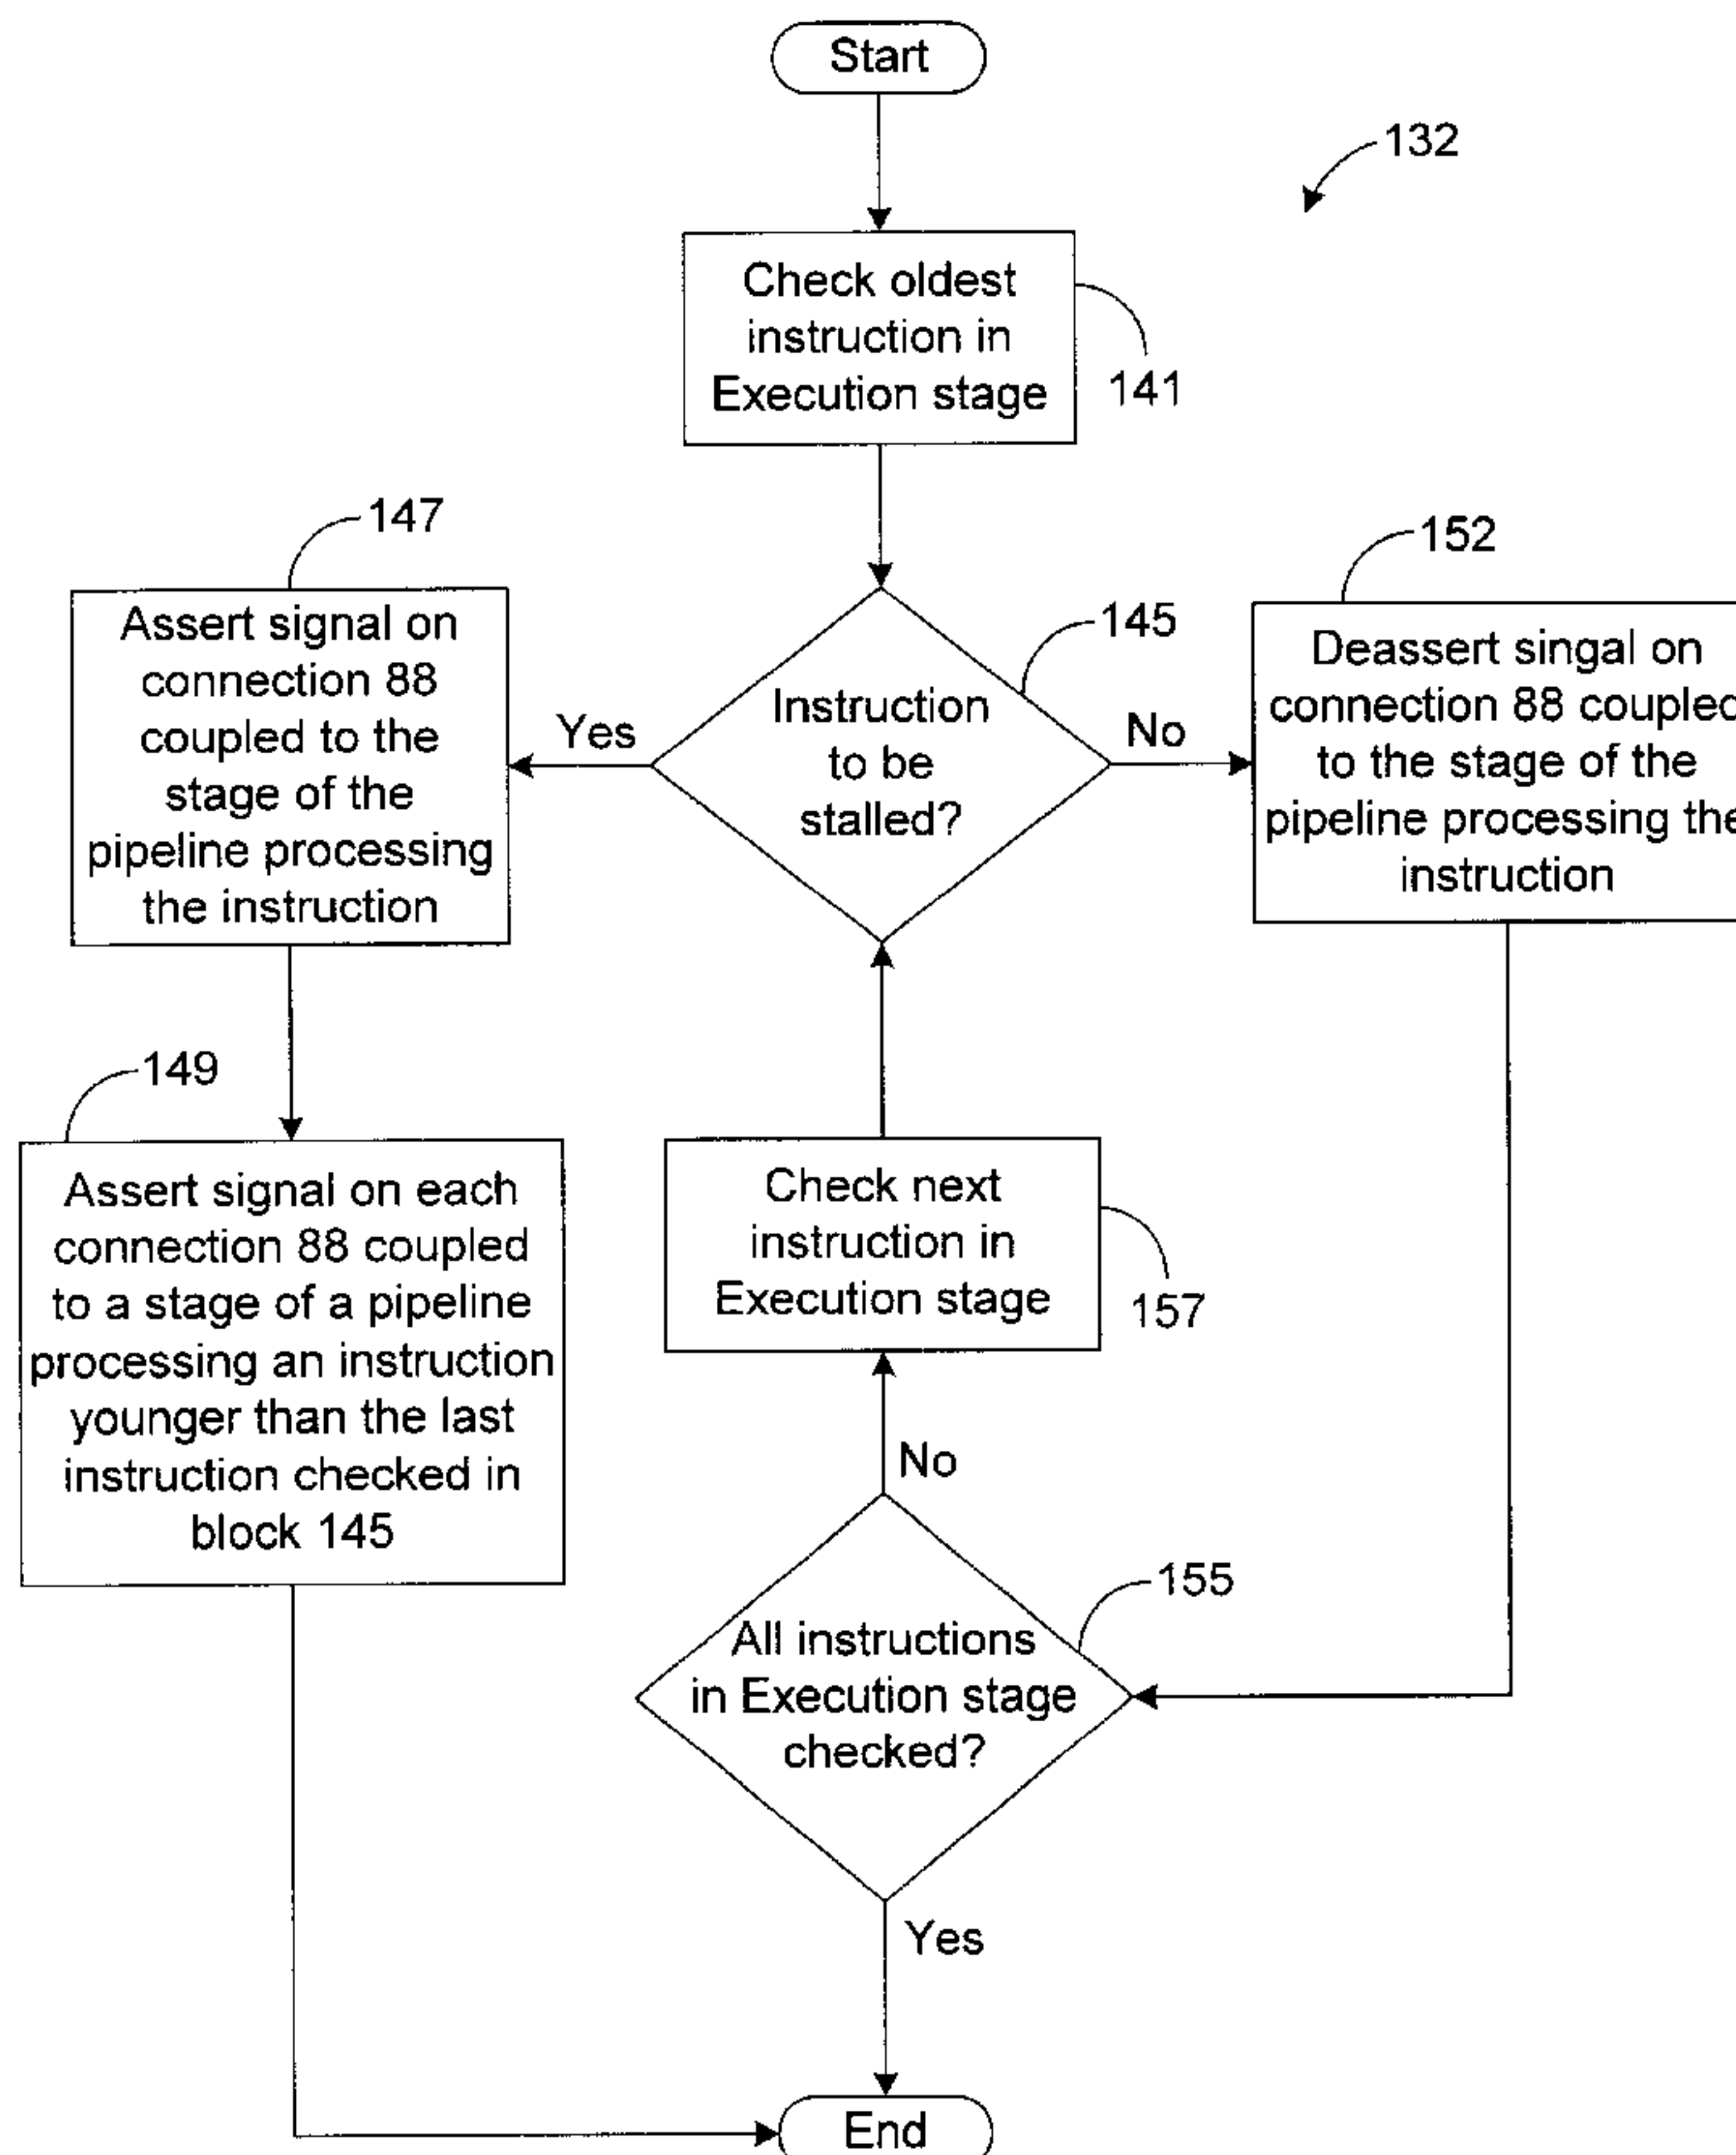 Start
132
Check oldest
instruction in
Execution stage
141
147
152
Assert signal on
connection 88
coupled to the
stage of the
pipeline processing
the instruction
Yes
145
Instruction
to be
stalled?
No
Deassert singal on
connection 88 coupled
to the stage of the
pipeline processing the
instruction
149
Assert signal on each
connection 88 coupled
to a stage of a pipeline
processing an instruction
younger than the last
instruction checked in
block 145
Check next
instruction in
Execution stage
157
No
155
All instructions
in Execution stage
checked?
Yes
End